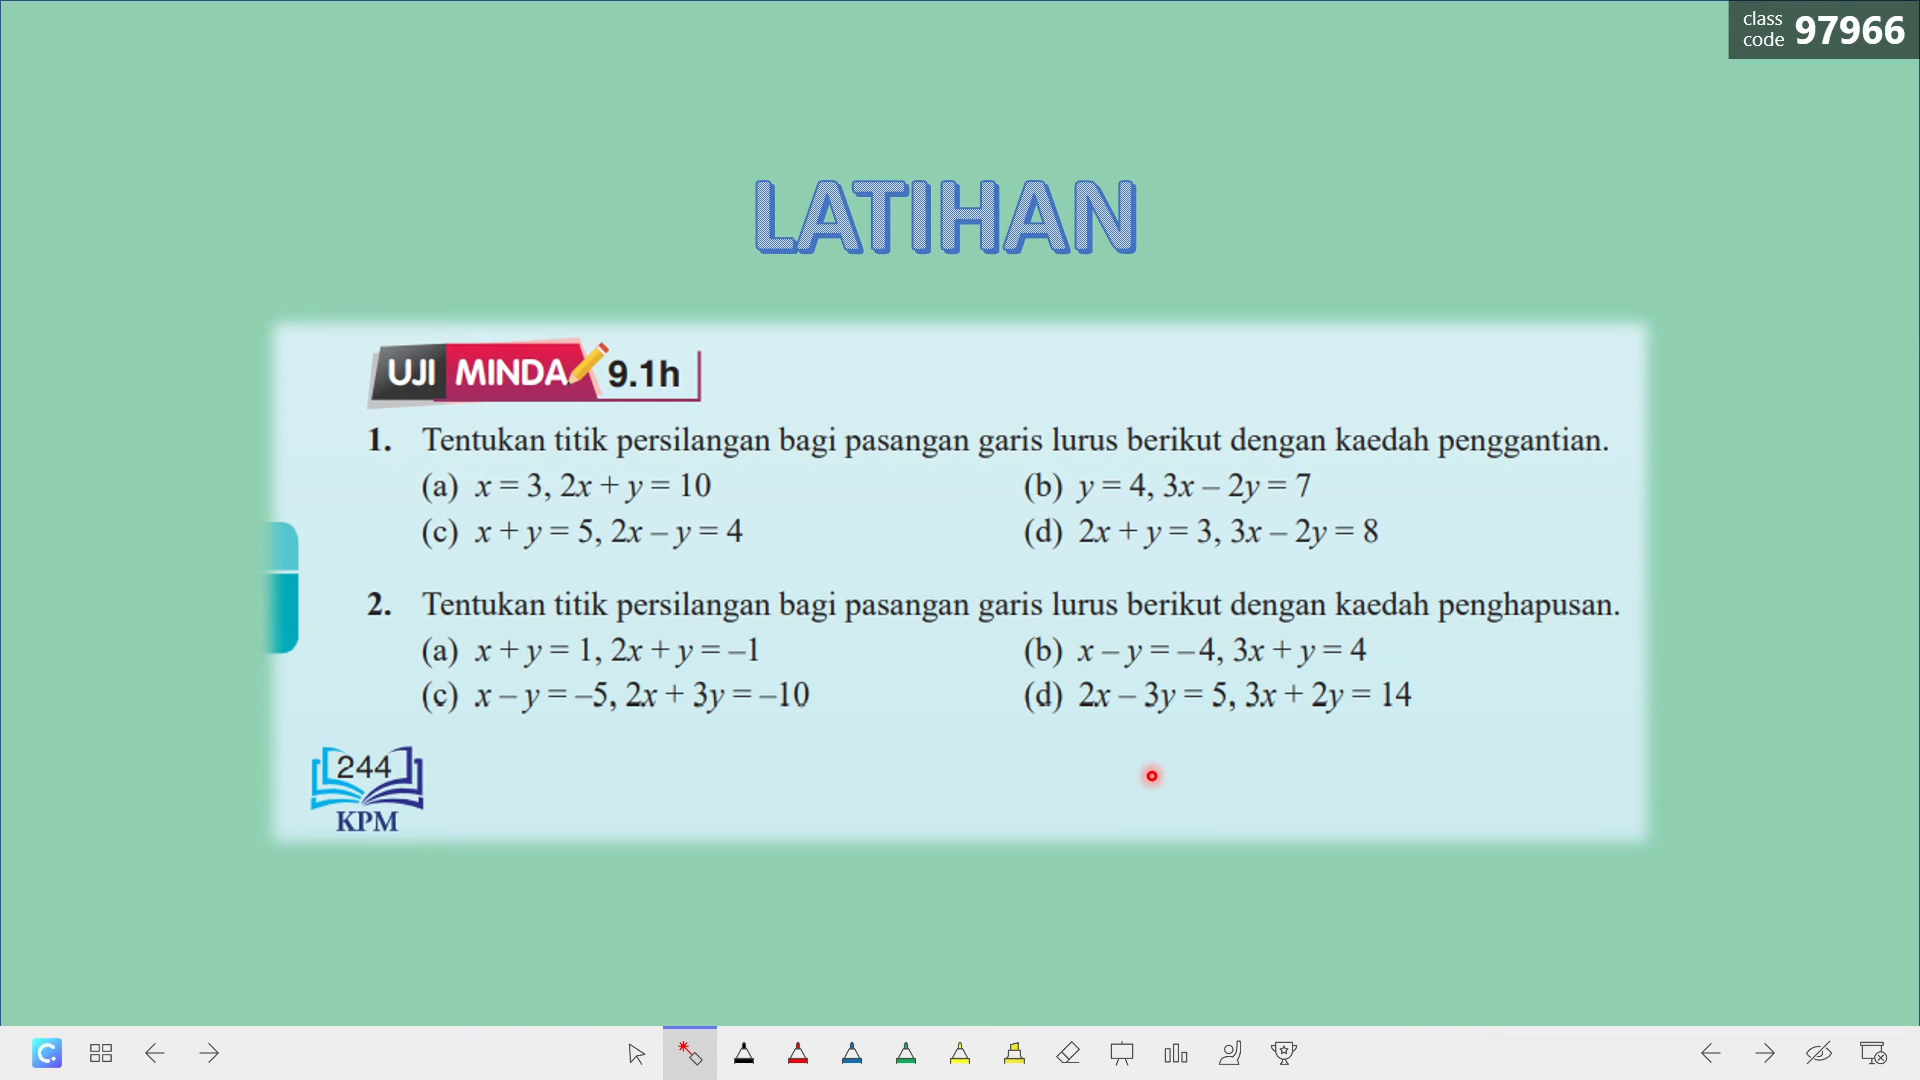 class code 97966
LATIHAN
UJI MINDA 9.1h
1. Tentukan titik persilangan bagi pasangan garis lurus berikut dengan kaedah penggantian.
(a) x = 3, 2x + y = 10 (b) y = 4, 3x – 2y = 7
(c) x + y = 5, 2x – y = 4 (d) 2x + y = 3, 3x – 2y = 8
2. Tentukan titik persilangan bagi pasangan garis lurus berikut dengan kaedah penghapusan.
(a) x + y = 1, 2x + y = –1 (b) x – y = –4, 3x + y = 4
(c) x – y = –5, 2x + 3y = –10 (d) 2x – 3y = 5, 3x + 2y = 14
244
KPM